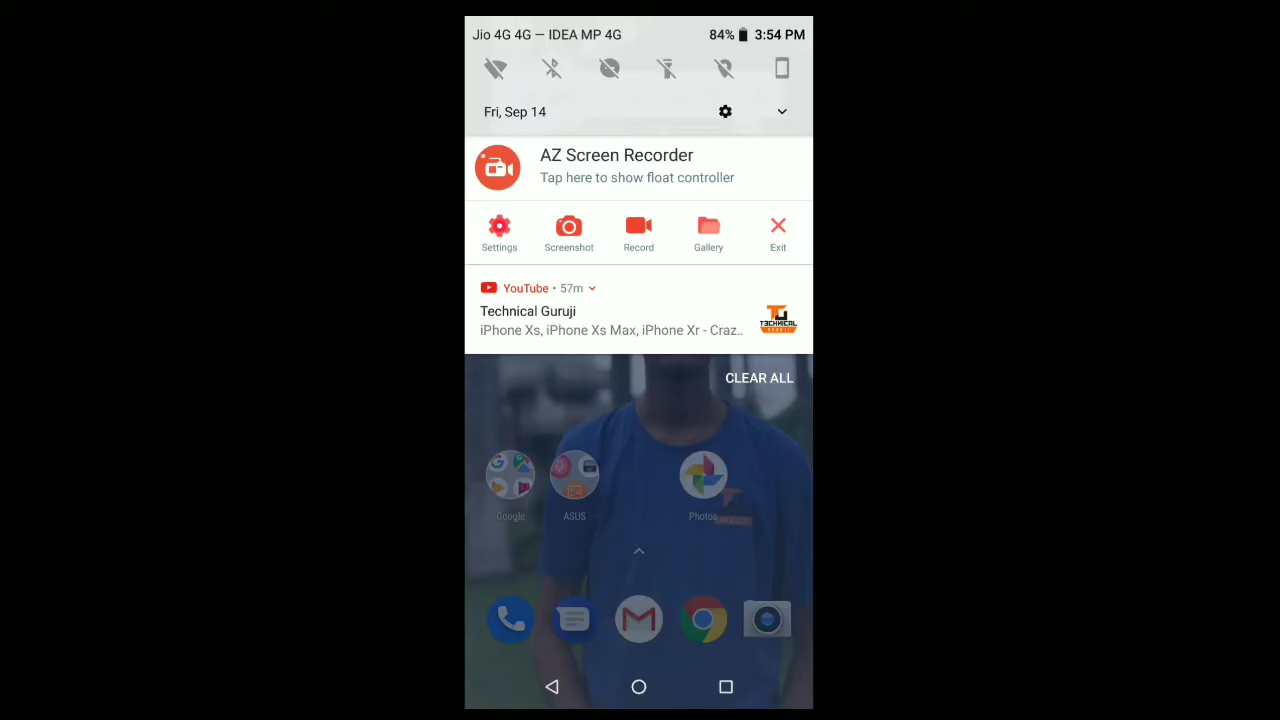 Jio 4G 4G — IDEA MP 4G 84% 3:54 PM
Fri, Sep 14
AZ Screen Recorder
Tap here to show float controller
Settings Screenshot Record Gallery Exit
YouTube • 57m
Technical Guruji
iPhone Xs, iPhone Xs Max, iPhone Xr - Craz..
TECHNICAL
GURUJI
CLEAR ALL
Google ASUS Photos